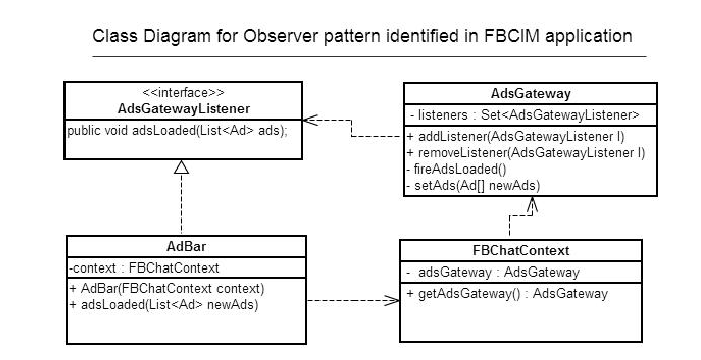 Class Diagram for Observer pattern identified in FBCIM application
<<interface>>
AdsGatewayListener
public void adsLoaded(List<Ad> ads);
AdsGateway
- listeners : Set<AdsGatewayListener>
+ addListener(AdsGatewayListener l)
+ removeListener(AdsGatewayListener l)
- fireAdsLoaded()
- setAds(Ad[] newAds)
AdBar
-context : FBChatContext
+ AdBar(FBChatContext context)
+ adsLoaded(List<Ad> newAds)
FBChatContext
- adsGateway : AdsGateway
+ getAdsGateway() : AdsGateway